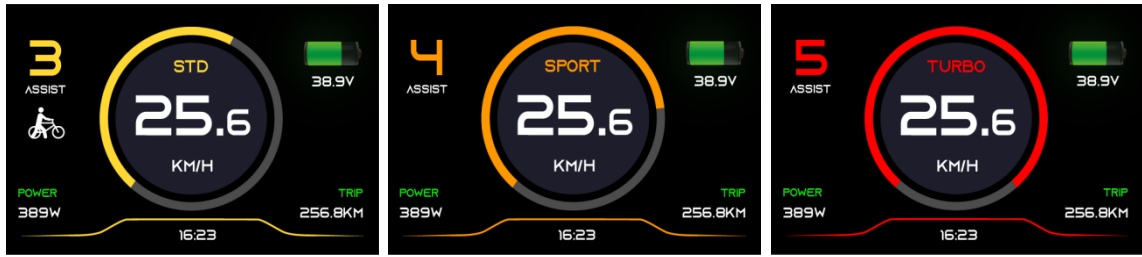 3
ASSIST
STD
25.6
KM/H
38.9V
POWER
389W
TRIP
256.8KM
16:23
4
ASSIST
SPORT
25.6
KM/H
38.9V
POWER
389W
TRIP
256.8KM
16:23
5
ASSIST
TURBO
25.6
KM/H
38.9V
POWER
389W
TRIP
256.8KM
16:23